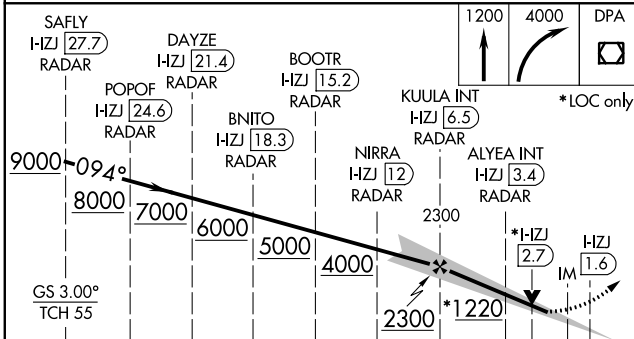 SAFLY
I-IZJ 27.7
RADAR
POPOF
I-IZJ 24.6
RADAR
DAYZE
I-IZJ 21.4
RADAR
BNITO
I-IZJ 18.3
RADAR
BOOTR
I-IZJ 15.2
RADAR
NIRRA
I-IZJ 12
RADAR
KUULA INT
I-IZJ 6.5
RADAR
ALYEA INT
I-IZJ 3.4
RADAR
1200
4000
DPA
*LOC only
9000
094°
8000
7000
6000
5000
4000
2300
2300
*1220
*I-IZJ
2.7
IM
I-IZJ
1.6
GS 3.00°
TCH 55